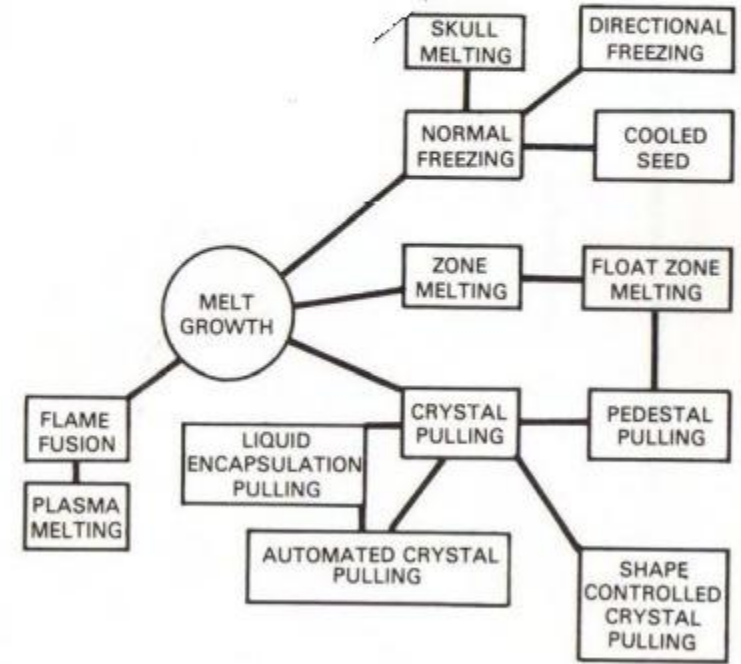 SKULL
MELTING
DIRECTIONAL
FREEZING
NORMAL
FREEZING
COOLED
SEED
ZONE
MELTING
FLOAT ZONE
MELTING
MELT
GROWTH
CRYSTAL
PULLING
PEDESTAL
PULLING
FLAME
FUSION
LIQUID
ENCAPSULATION
PULLING
PLASMA
MELTING
AUTOMATED CRYSTAL
PULLING
SHAPE
CONTROLLED
CRYSTAL
PULLING